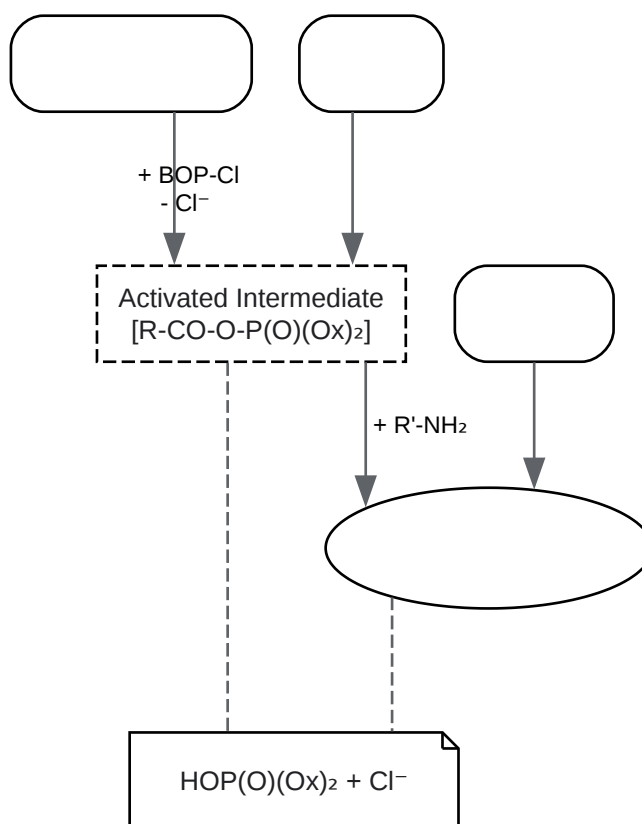 + BOP-Cl
- Cl⁻
Activated Intermediate
[R-CO-O-P(O)(Ox)₂]
+ R'-NH₂
HOP(O)(Ox)₂ + Cl⁻